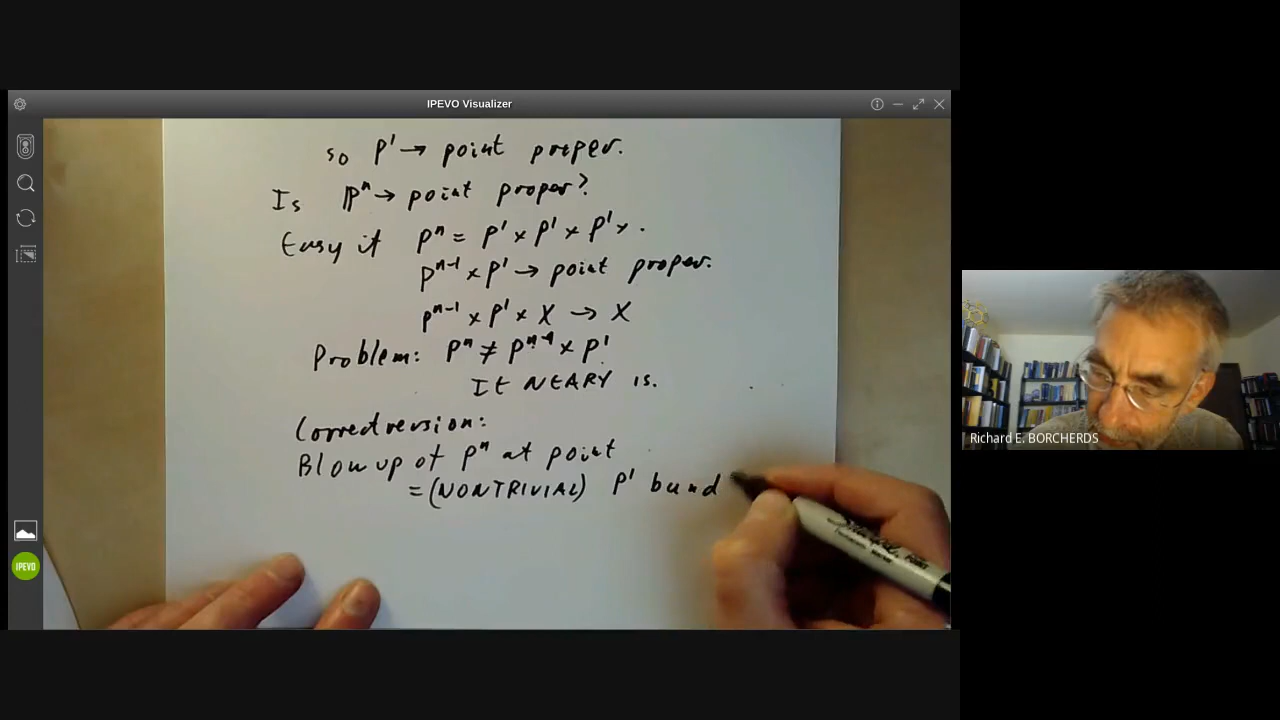 IPEVO Visualizer
so P¹ → point proper.
Is Pⁿ → point proper?
Easy if Pⁿ = P¹ × P¹ × P¹ × .
Pⁿ⁻¹ × P¹ → point proper.
Pⁿ⁻¹ × P¹ × X → X
Problem: Pⁿ ≠ Pⁿ⁻¹ × P¹
It NEARY is.
Correct version:
Blow up of Pⁿ at point
= (NONTRIVIAL) P¹ bund
Richard E. BORCHERDS
IPEVO